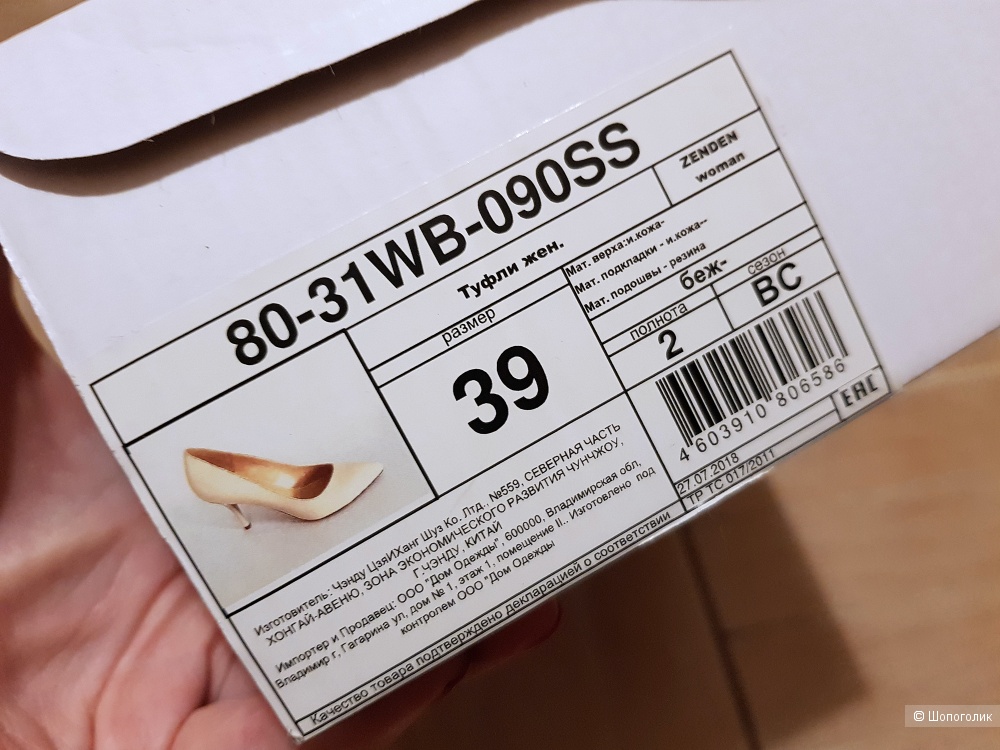 80-31WB-090SS
ZENDEN
woman
Туфли жен.
Мат. верха:и.кожа-
Мат. подкладки - и.кожа--
Мат. подошвы - резина
беж-
размер
39
полнота
2
сезон
ВС
4 603910 806586
27.07.2018
ТР ТС 017/2011
EAC
Изготовитель: Чэнду ЦзяИХанг Шуз Ко. Лтд., №559, СЕВЕРНАЯ ЧАСТЬ
ХОНГАЙ-АВЕНЮ, ЗОНА ЭКОНОМИЧЕСКОГО РАЗВИТИЯ ЧУНЧЖОУ,
Г.ЧЭНДУ, КИТАЙ
Импортер и Продавец: ООО "Дом Одежды", 600000, Владимирская обл,
Владимир г, Гагарина ул, дом № 1, этаж 1, помещение II.. Изготовлено под
контролем ООО "Дом Одежды
Качество товара подтверждено декларацией о соответствии
© Шопоголик